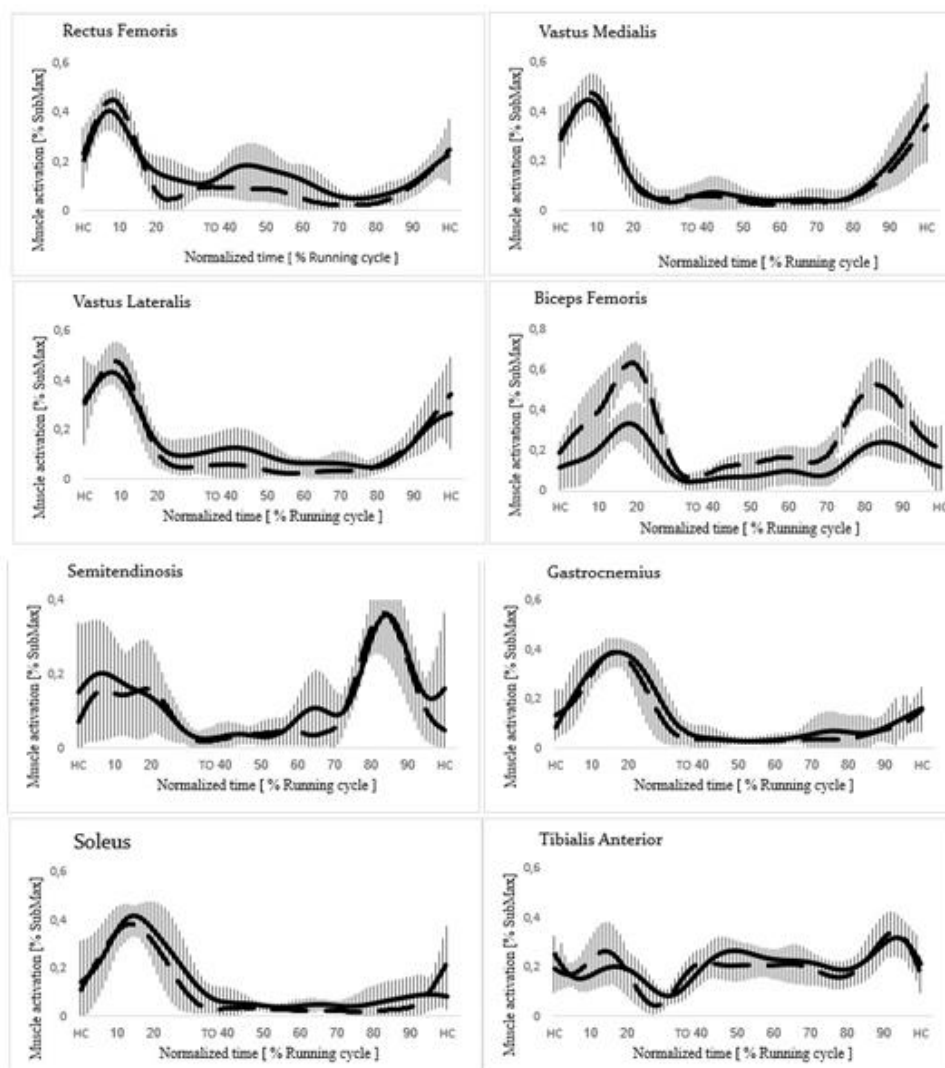 Rectus Femoris
Muscle activation [% SubMax]
0,6
0,4
0,2
0
HC 10 20 TO 40 50 60 70 80 90 HC
Normalized time [ % Running cycle ]
Vastus Medialis
Muscle activation [% SubMax]
0,6
0,4
0,2
0
HC 10 20 TO 40 50 60 70 80 90 HC
Normalized time [ % Running cycle ]
Vastus Lateralis
Muscle activation [% SubMax]
0,6
0,4
0,2
0
HC 10 20 TO 40 50 60 70 80 90 HC
Normalized time [ % Running cycle ]
Biceps Femoris
Muscle activation [% SubMax]
0,8
0,6
0,4
0,2
0
HC 10 20 TO 40 50 60 70 80 90 HC
Normalized time [ % Running cycle ]
Semitendinosis
Muscle activation [% SubMax]
0,4
0,2
0
HC 10 20 TO 40 50 60 70 80 90 HC
Normalized time [ % Running cycle ]
Gastrocnemius
Muscle activation [% SubMax]
0,6
0,4
0,2
0
HC 10 20 TO 40 50 60 70 80 90 HC
Normalized time [ % Running cycle ]
Soleus
Muscle activation [% SubMax]
0,6
0,4
0,2
0
HC 10 20 TO 40 50 60 70 80 90 HC
Normalized time [ % Running cycle ]
Tibialis Anterior
Muscle activation [% SubMax]
0,6
0,4
0,2
0
HC 10 20 TO 40 50 60 70 80 90 HC
Normalized time [ % Running cycle ]